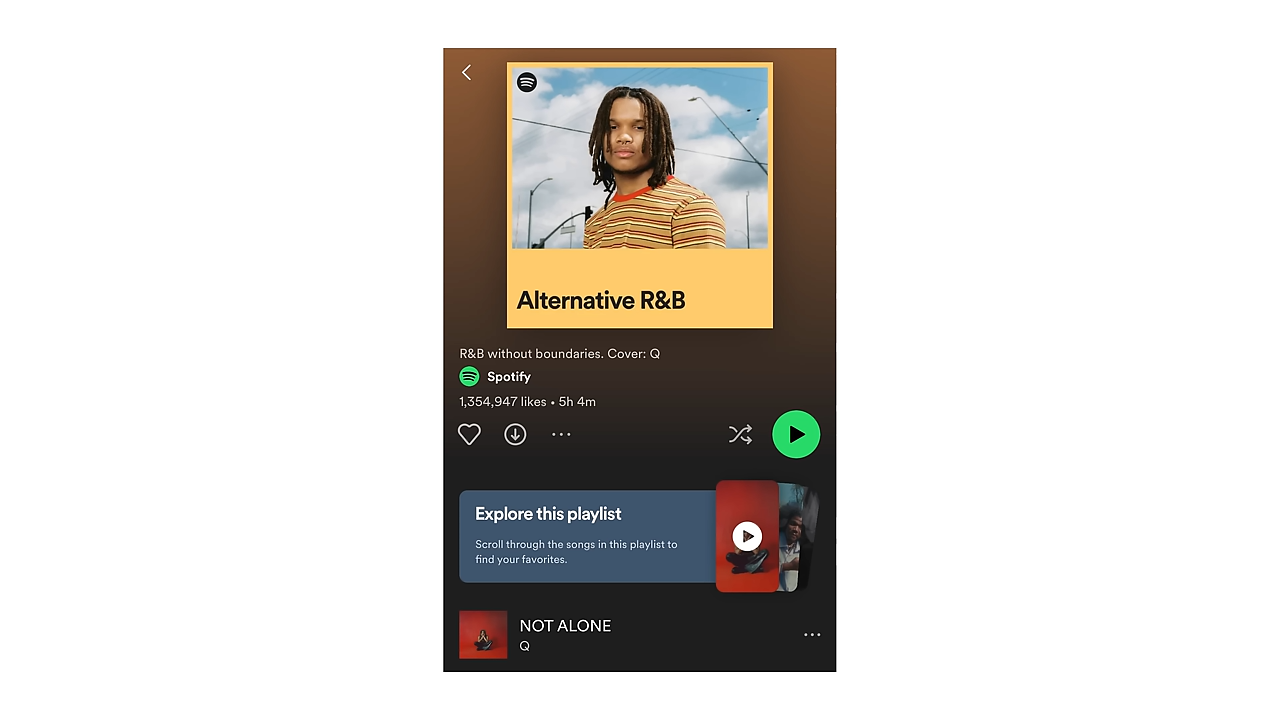 Alternative R&B
R&B without boundaries. Cover: Q
Spotify
1,354,947 likes • 5h 4m
Explore this playlist
Scroll through the songs in this playlist to
find your favorites.
NOT ALONE
Q